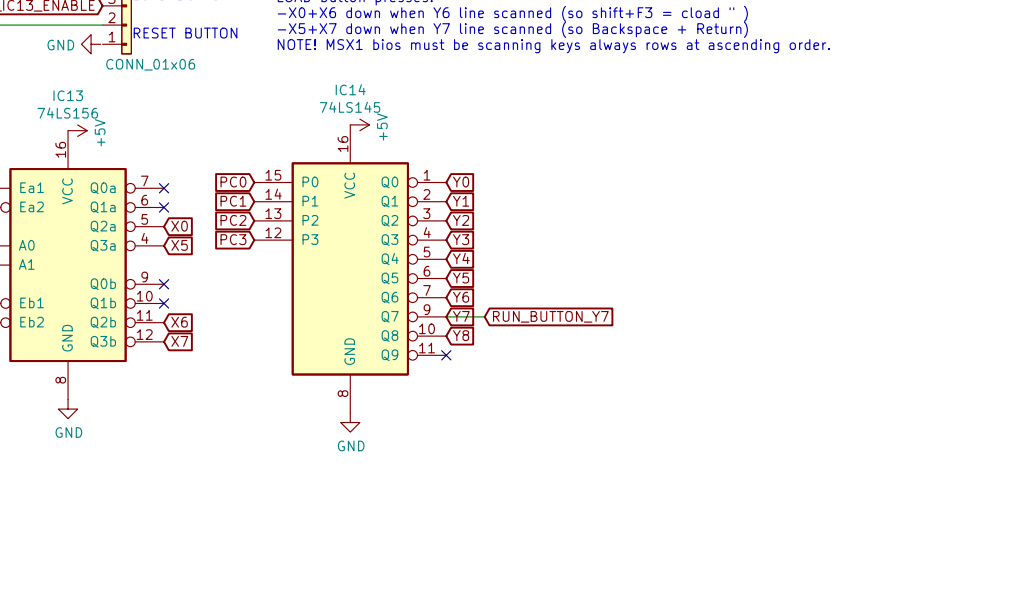 IC13_ENABLE
3
2
1
GND
RESET BUTTON
CONN_01x06
-X0+X6 down when Y6 line scanned (so shift+F3 = cload " )
-X5+X7 down when Y7 line scanned (so Backspace + Return)
NOTE! MSX1 bios must be scanning keys always rows at ascending order.
IC13
74LS156
+5V
16
VCC
Ea1
Ea2
A0
A1
Eb1
Eb2
Q0a 7
Q1a 6
Q2a 5 X0
Q3a 4 X5
Q0b 9
Q1b 10
Q2b 11 X6
Q3b 12 X7
GND
8
GND
IC14
74LS145
+5V
16
VCC
PC0 15 P0
PC1 14 P1
PC2 13 P2
PC3 12 P3
Q0 1 Y0
Q1 2 Y1
Q2 3 Y2
Q3 4 Y3
Q4 5 Y4
Q5 6 Y5
Q6 7 Y6
Q7 9 Y7 RUN_BUTTON_Y7
Q8 10 Y8
Q9 11
GND
8
GND